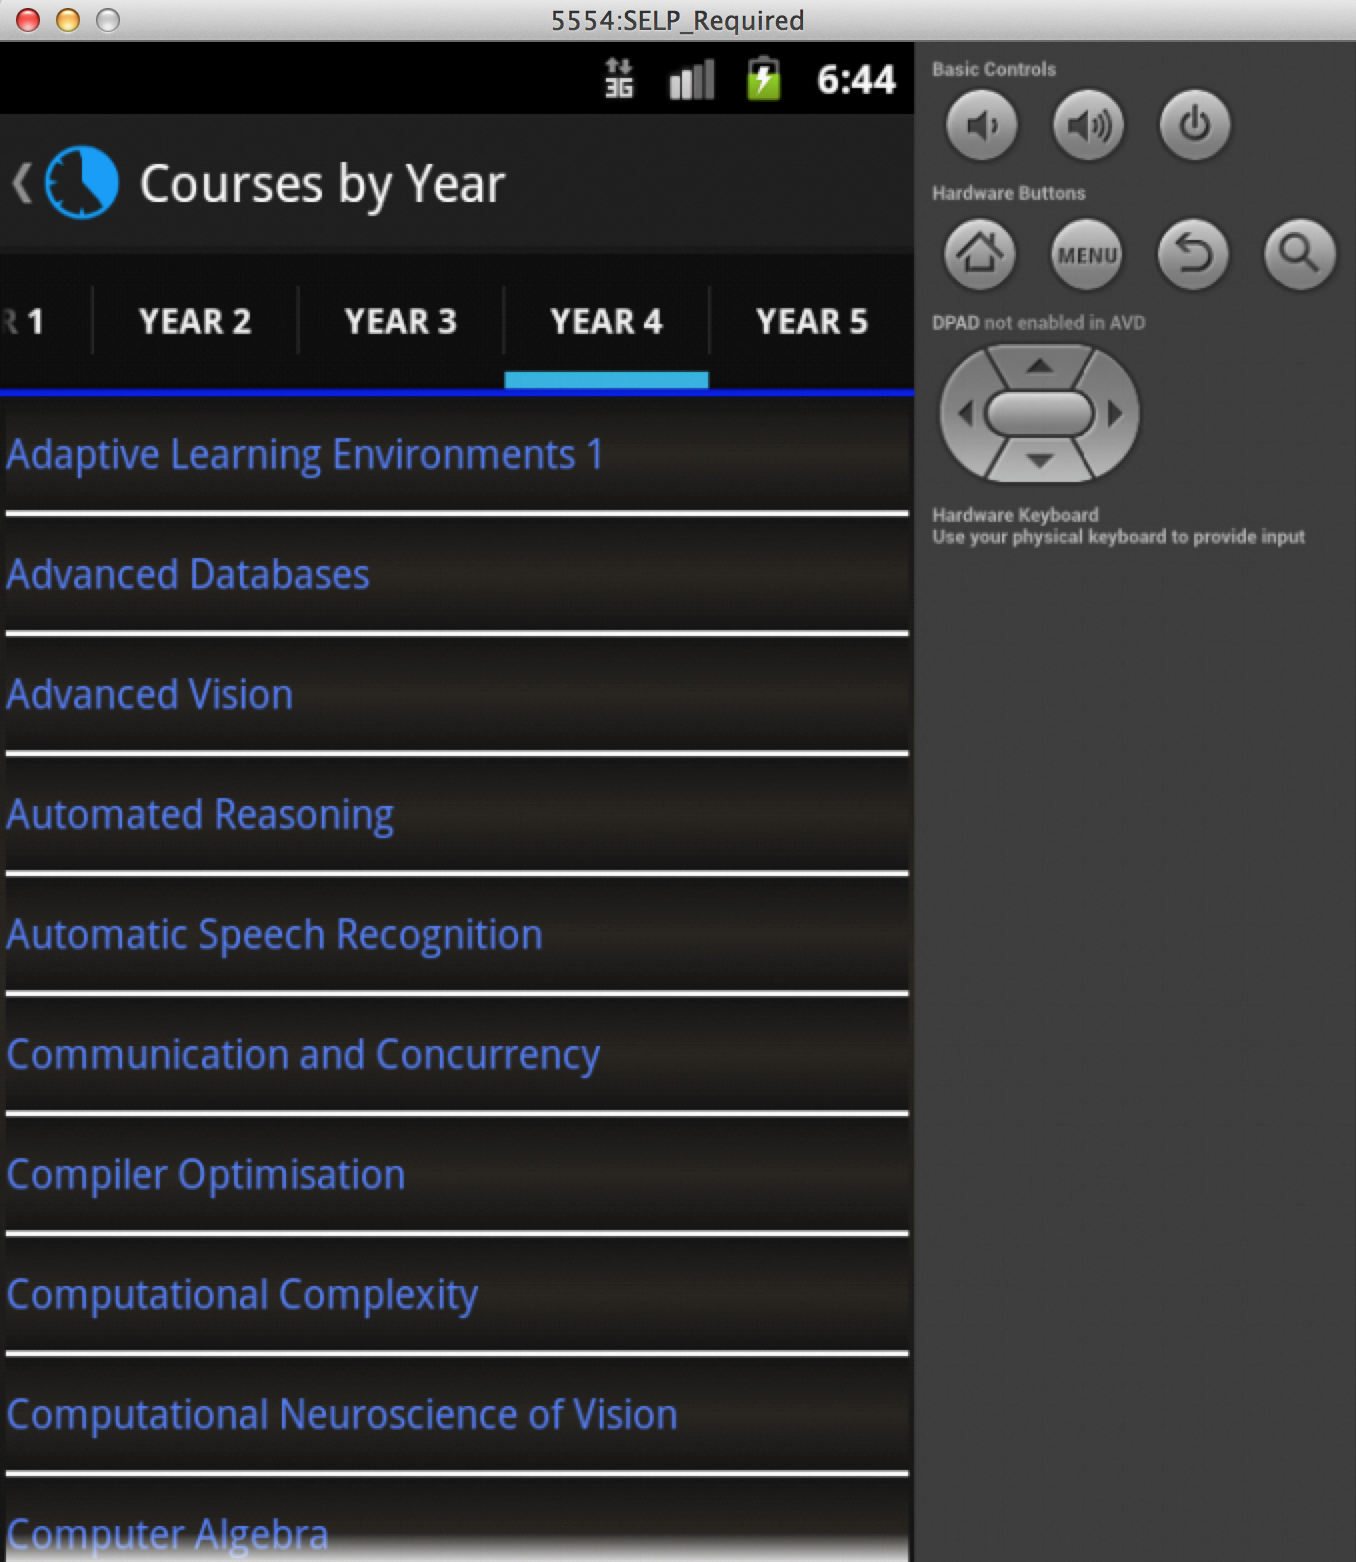 5554:SELP_Required
3G
6:44
Courses by Year
R 1
YEAR 2
YEAR 3
YEAR 4
YEAR 5
Adaptive Learning Environments 1
Advanced Databases
Advanced Vision
Automated Reasoning
Automatic Speech Recognition
Communication and Concurrency
Compiler Optimisation
Computational Complexity
Computational Neuroscience of Vision
Computer Algebra
Basic Controls
Hardware Buttons
MENU
DPAD not enabled in AVD
Hardware Keyboard
Use your physical keyboard to provide input